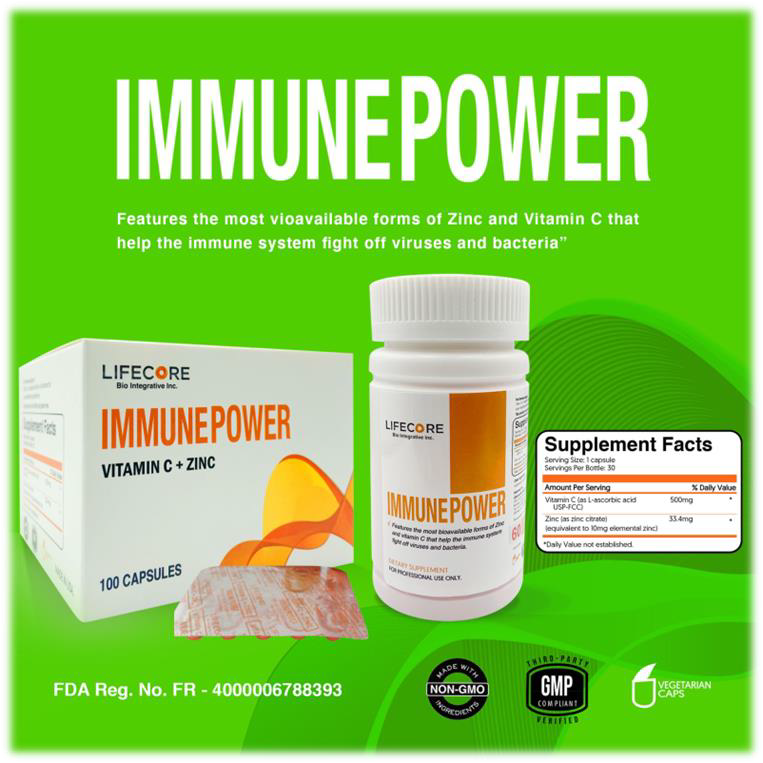 IMMUNEPOWER
Features the most vioavailable forms of Zinc and Vitamin C that
help the immune system fight off viruses and bacteria”
LIFECORE
Bio Integrative Inc.
IMMUNEPOWER
VITAMIN C + ZINC
100 CAPSULES
Supplement Facts
LIFECORE
Bio Integrative Inc.
IMMUNEPOWER
Features the most bioavailable forms of Zinc
and vitamin C that help the immune system
fight off viruses and bacteria.
DIETARY SUPPLEMENT
FOR PROFESSIONAL USE ONLY.
60
Supplement Facts
Serving Size: 1 capsule
Servings Per Bottle: 30
Amount Per Serving % Daily Value
Vitamin C (as L-ascorbic acid 500mg *
USP-FCC)
Zinc (as zinc citrate) 33.4mg *
(equivalent to 10mg elemental zinc)
*Daily Value not established.
FDA Reg. No. FR - 4000006788393
MADE WITH
NON-GMO
INGREDIENTS
THIRD-PARTY
GMP
COMPLIANT
VERIFIED
VEGETARIAN
CAPS